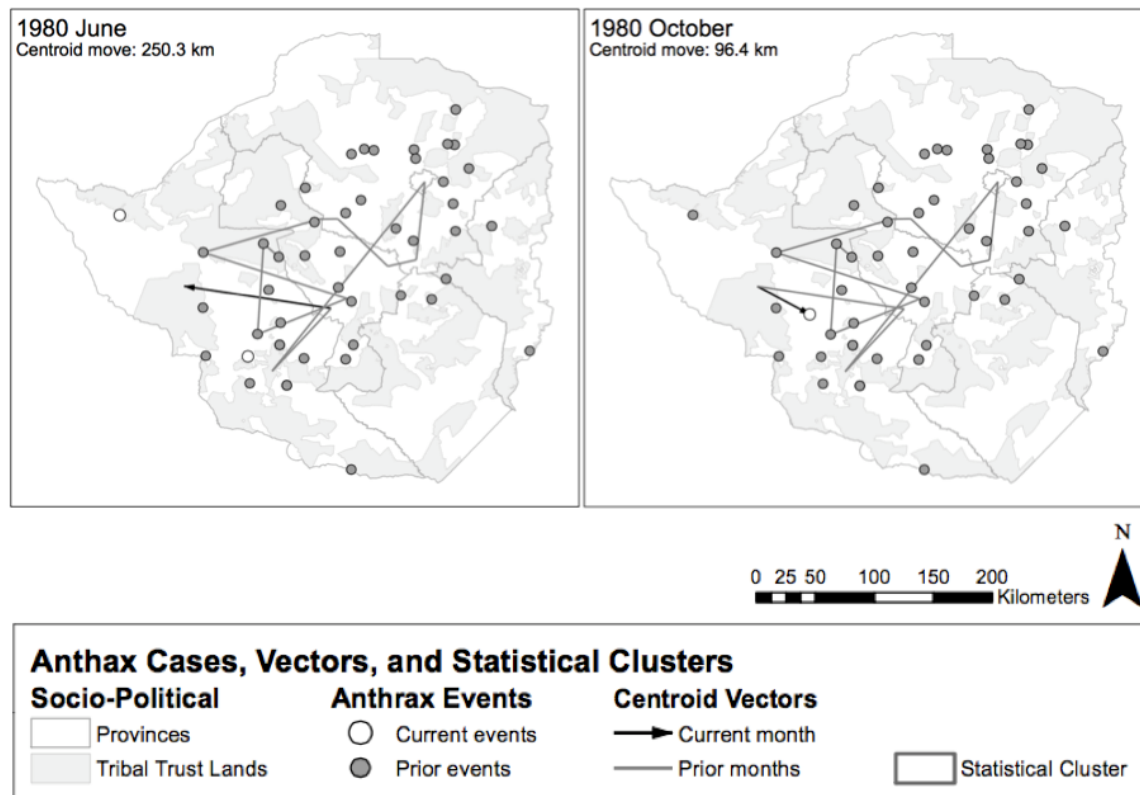 1980 June
Centroid move: 250.3 km
1980 October
Centroid move: 96.4 km
N
0 25 50 100 150 200
Kilometers
Anthax Cases, Vectors, and Statistical Clusters
Socio-Political
Provinces
Tribal Trust Lands
Anthrax Events
Current events
Prior events
Centroid Vectors
Current month
Prior months
Statistical Cluster